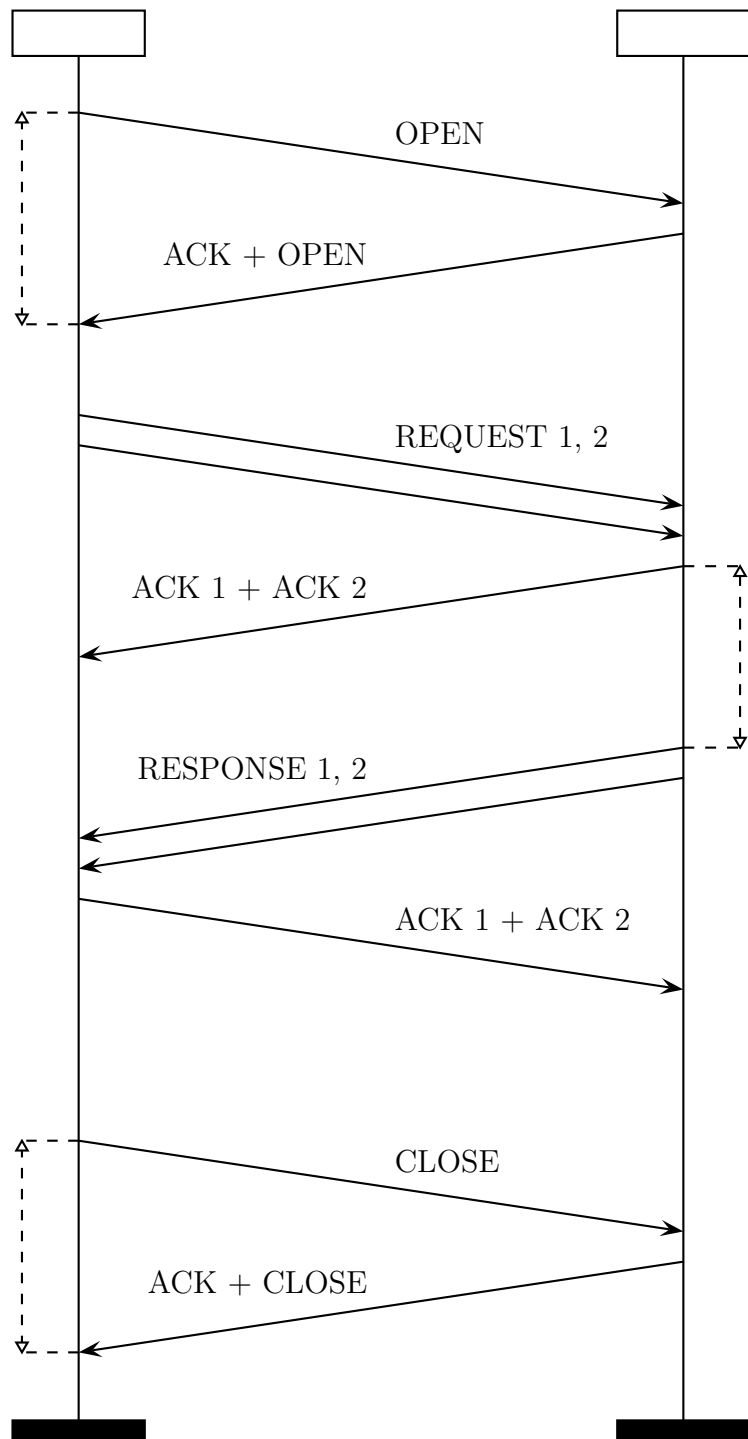 OPEN
ACK + OPEN
REQUEST 1, 2
ACK 1 + ACK 2
RESPONSE 1, 2
ACK 1 + ACK 2
CLOSE
ACK + CLOSE